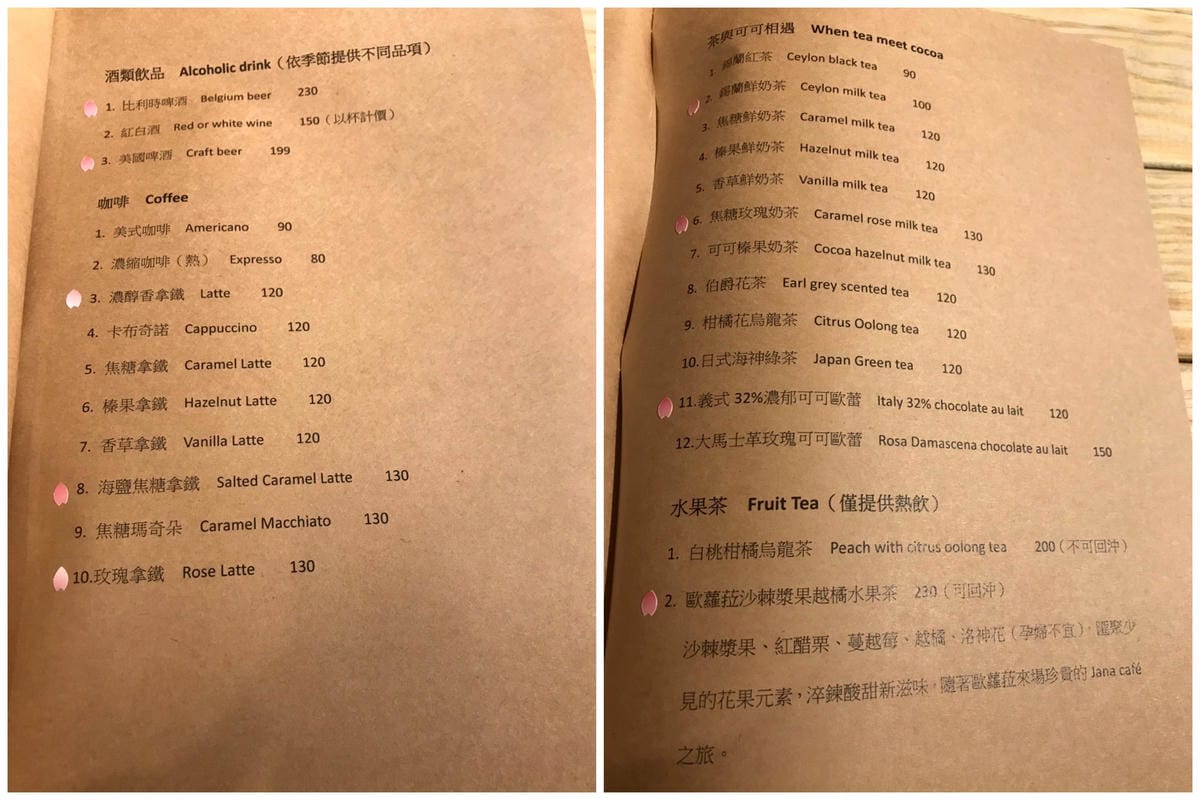 酒類飲品 Alcoholic drink（依季節提供不同品項）
1. 比利時啤酒 Belgium beer 230
2. 紅白酒 Red or white wine 150（以杯計價）
3. 美國啤酒 Craft beer 199
咖啡 Coffee
1. 美式咖啡 Americano 90
2. 濃縮咖啡（熱） Expresso 80
3. 濃醇香拿鐵 Latte 120
4. 卡布奇諾 Cappuccino 120
5. 焦糖拿鐵 Caramel Latte 120
6. 榛果拿鐵 Hazelnut Latte 120
7. 香草拿鐵 Vanilla Latte 120
8. 海鹽焦糖拿鐵 Salted Caramel Latte 130
9. 焦糖瑪奇朵 Caramel Macchiato 130
10.玫瑰拿鐵 Rose Latte 130
茶與可可相遇 When tea meet cocoa
1 錫蘭紅茶 Ceylon black tea 90
2. 錫蘭鮮奶茶 Ceylon milk tea 100
3. 焦糖鮮奶茶 Caramel milk tea 120
4. 榛果鮮奶茶 Hazelnut milk tea 120
5. 香草鮮奶茶 Vanilla milk tea 120
6. 焦糖玫瑰奶茶 Caramel rose milk tea 130
7. 可可榛果奶茶 Cocoa hazelnut milk tea 130
8. 伯爵花茶 Earl grey scented tea 120
9. 柑橘花烏龍茶 Citrus Oolong tea 120
10.日式海神綠茶 Japan Green tea 120
11.義式 32%濃郁可可歐蕾 Italy 32% chocolate au lait 120
12.大馬士革玫瑰可可歐蕾 Rosa Damascena chocolate au lait 150
水果茶 Fruit Tea（僅提供熱飲）
1. 白桃柑橘烏龍茶 Peach with citrus oolong tea 200（不可回沖）
2. 歐蘿菈沙棘漿果越橘水果茶 230（可回沖）
沙棘漿果、紅醋栗、蔓越莓、越橘、洛神花（孕婦不宜），匯聚少
見的花果元素，淬鍊酸甜新滋味，隨著歐蘿菈來場珍貴的 Jana café
之旅。